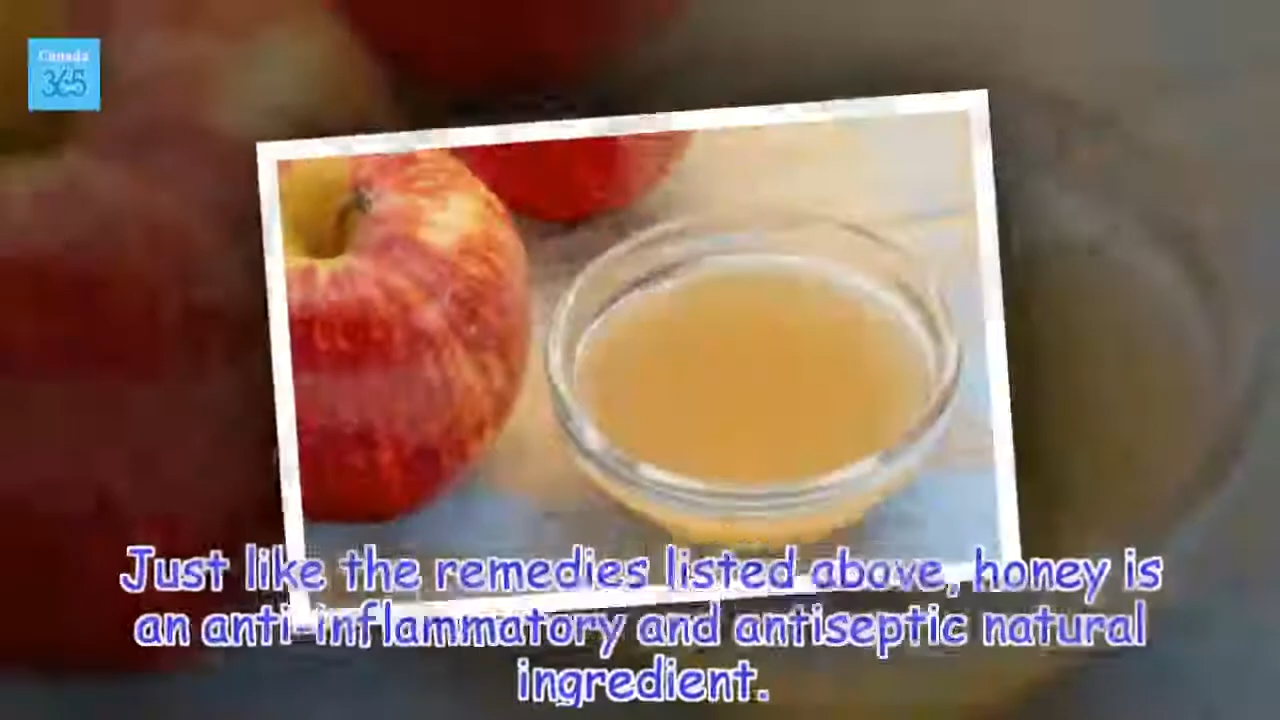 Canada
365
Just like the remedies listed above, honey is
an anti-inflammatory and antiseptic natural
ingredient.